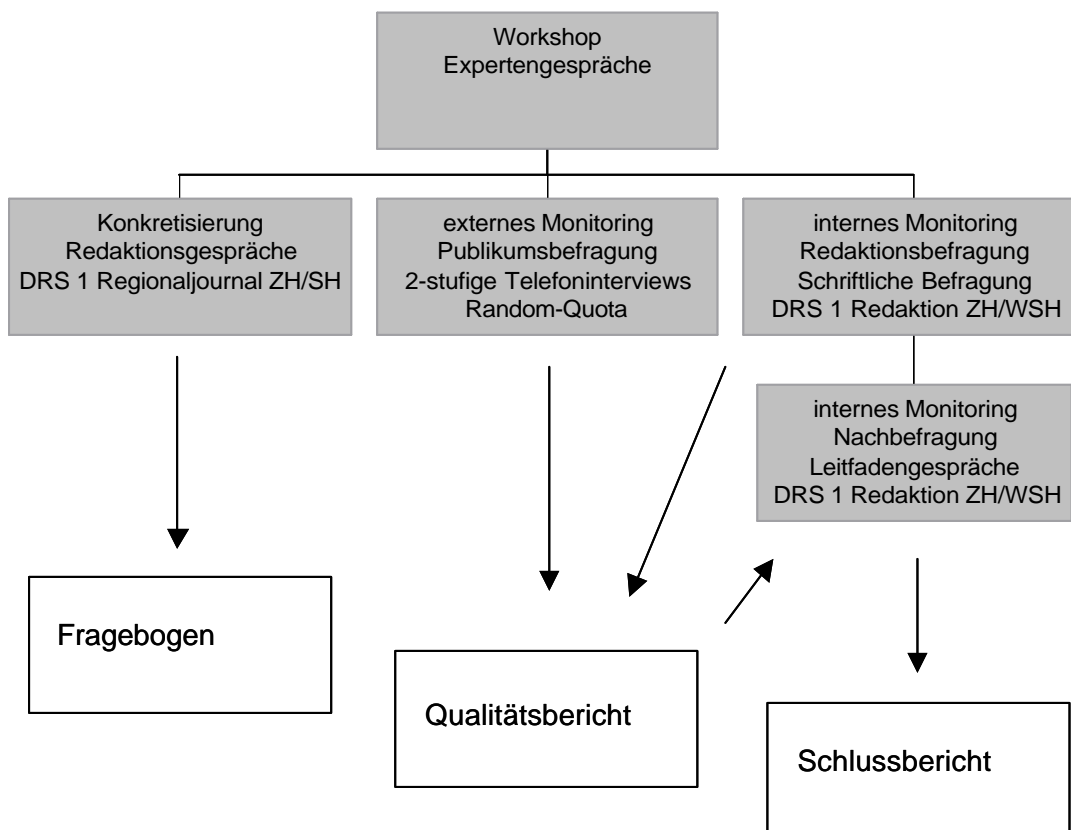 Workshop
Expertengespräche
Konkretisierung
Redaktionsgespräche
DRS 1 Regionaljournal ZH/SH
externes Monitoring
Publikumsbefragung
2-stufige Telefoninterviews
Random-Quota
internes Monitoring
Redaktionsbefragung
Schriftliche Befragung
DRS 1 Redaktion ZH/WSH
internes Monitoring
Nachbefragung
Leitfadengespräche
DRS 1 Redaktion ZH/WSH
Fragebogen
Qualitätsbericht
Schlussbericht